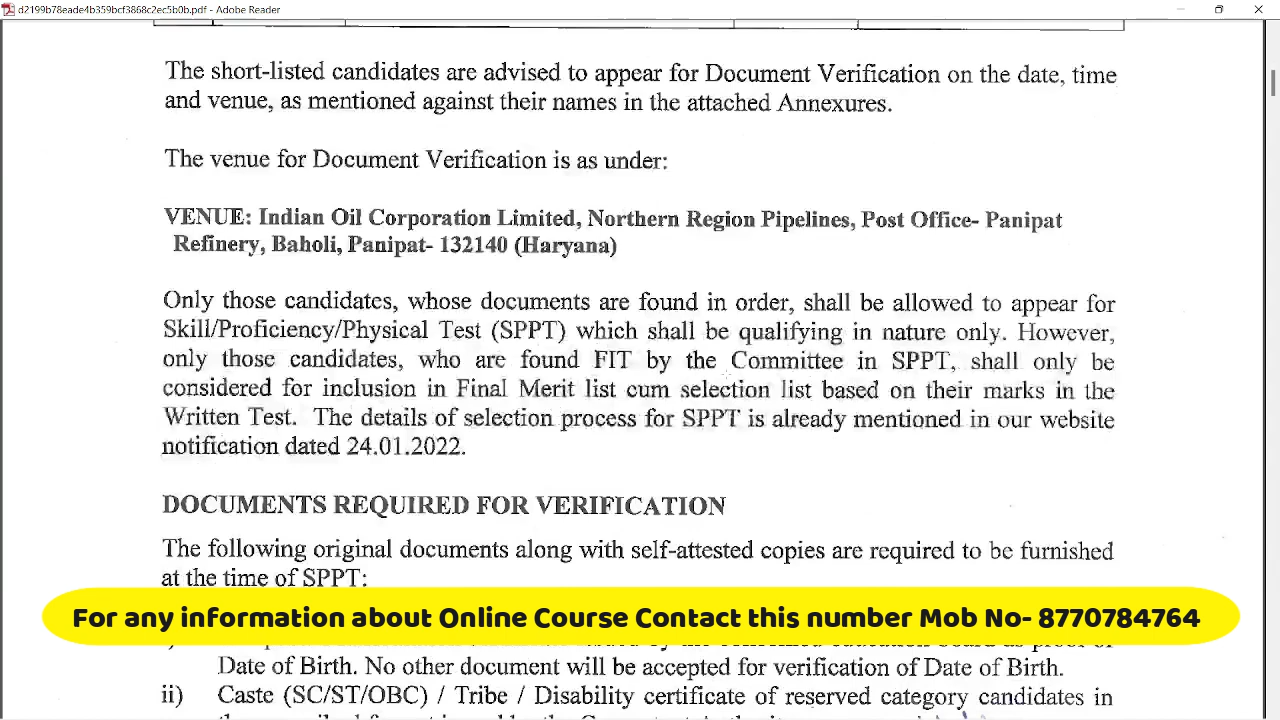 d2199b78eade4b359bcf3868c2ec5b0b.pdf - Adobe Reader
The short-listed candidates are advised to appear for Document Verification on the date, time
and venue, as mentioned against their names in the attached Annexures.
The venue for Document Verification is as under:
VENUE: Indian Oil Corporation Limited, Northern Region Pipelines, Post Office- Panipat
Refinery, Baholi, Panipat- 132140 (Haryana)
Only those candidates, whose documents are found in order, shall be allowed to appear for
Skill/Proficiency/Physical Test (SPPT) which shall be qualifying in nature only. However,
only those candidates, who are found FIT by the Committee in SPPT, shall only be
considered for inclusion in Final Merit list cum selection list based on their marks in the
Written Test. The details of selection process for SPPT is already mentioned in our website
notification dated 24.01.2022.
DOCUMENTS REQUIRED FOR VERIFICATION
The following original documents along with self-attested copies are required to be furnished
at the time of SPPT:
For any information about Online Course Contact this number Mob No- 8770784764
Date of Birth. No other document will be accepted for verification of Date of Birth.
ii) Caste (SC/ST/OBC) / Tribe / Disability certificate of reserved category candidates in